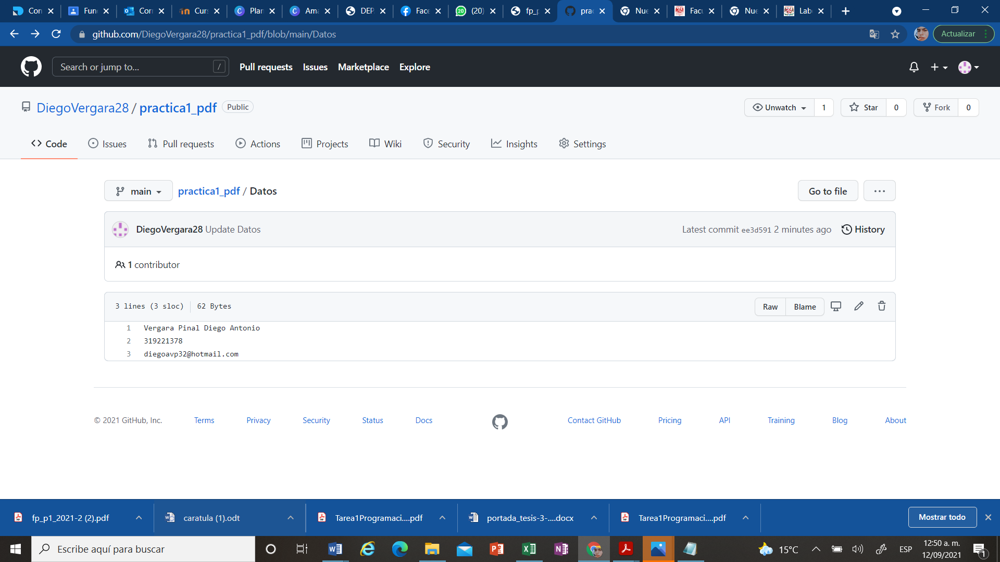 Con
Fun
Corr
Curs
Plan
Ama
DEP
Face
(20)
fp_p
prac
Nue
Facu
Nue
Lab
github.com/DiegoVergara28/practica1_pdf/blob/main/Datos
Actualizar
Search or jump to...
/
Pull requests
Issues
Marketplace
Explore
DiegoVergara28 / practica1_pdf
Public
Unwatch
1
Star
0
Fork
0
Code
Issues
Pull requests
Actions
Projects
Wiki
Security
Insights
Settings
main
practica1_pdf / Datos
Go to file
...
DiegoVergara28 Update Datos
Latest commit ee3d591 2 minutes ago
History
1 contributor
3 lines (3 sloc)
62 Bytes
Raw
Blame
1 Vergara Pinal Diego Antonio
2 319221378
3 diegoavp32@hotmail.com
© 2021 GitHub, Inc.
Terms
Privacy
Security
Status
Docs
Contact GitHub
Pricing
API
Training
Blog
About
fp_p1_2021-2 (2).pdf
caratula (1).odt
Tarea1Programaci....pdf
portada_tesis-3-....docx
Tarea1Programaci....pdf
Mostrar todo
Escribe aquí para buscar
15°C
ESP
12:50 a. m.
12/09/2021
1